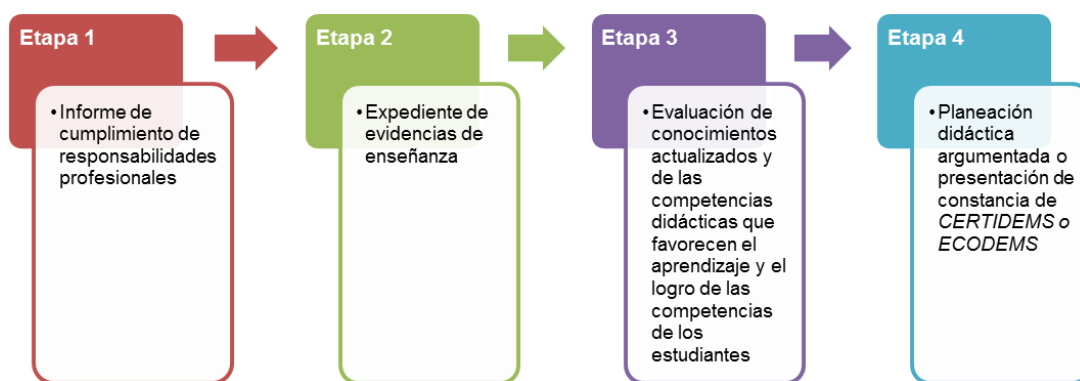 Etapa 1
• Informe de
cumplimiento de
responsabilidades
profesionales
Etapa 2
• Expediente de
evidencias de
enseñanza
Etapa 3
• Evaluación de
conocimientos
actualizados y
de las
competencias
didácticas que
favorecen el
aprendizaje y el
logro de las
competencias
de los
estudiantes
Etapa 4
• Planeación
didáctica
argumentada o
presentación de
constancia de
CERTIDEMS o
ECODEMS